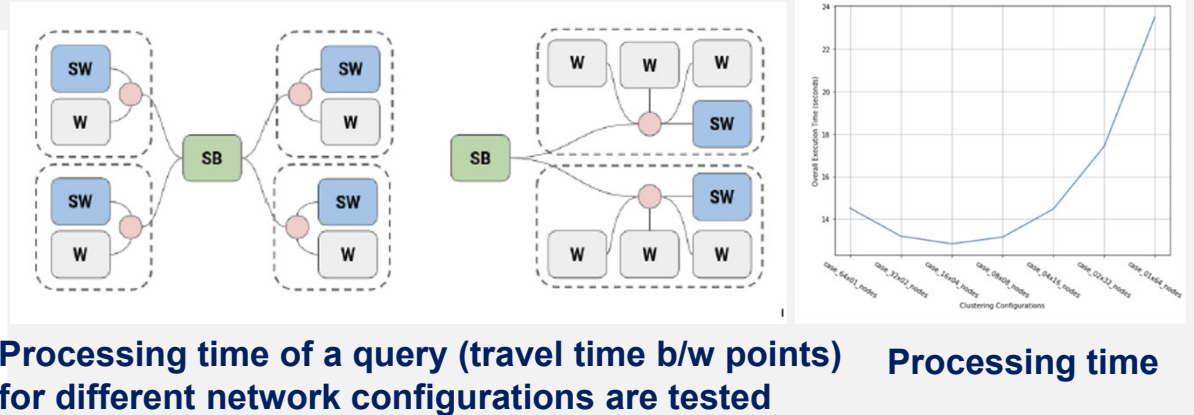 SW
W
SW
W
SB
SW
W
SW
W
SB
W
W
W
SW
SW
W
W
W
24
22
20
18
16
14
Overall Execution Time (seconds)
case_64x01_nodes
case_32x02_nodes
case_16x04_nodes
case_08x08_nodes
case_04x16_nodes
case_02x32_nodes
case_01x64_nodes
Clustering Configurations
Processing time of a query (travel time b/w points)
for different network configurations are tested
Processing time